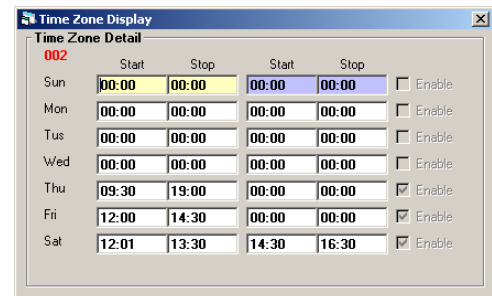 Time Zone Display
Time Zone Detail
002
Start Stop Start Stop
Sun 00:00 00:00 00:00 00:00 Enable
Mon 00:00 00:00 00:00 00:00 Enable
Tus 00:00 00:00 00:00 00:00 Enable
Wed 00:00 00:00 00:00 00:00 Enable
Thu 09:30 19:00 00:00 00:00 Enable
Fri 12:00 14:30 00:00 00:00 Enable
Sat 12:01 13:30 14:30 16:30 Enable